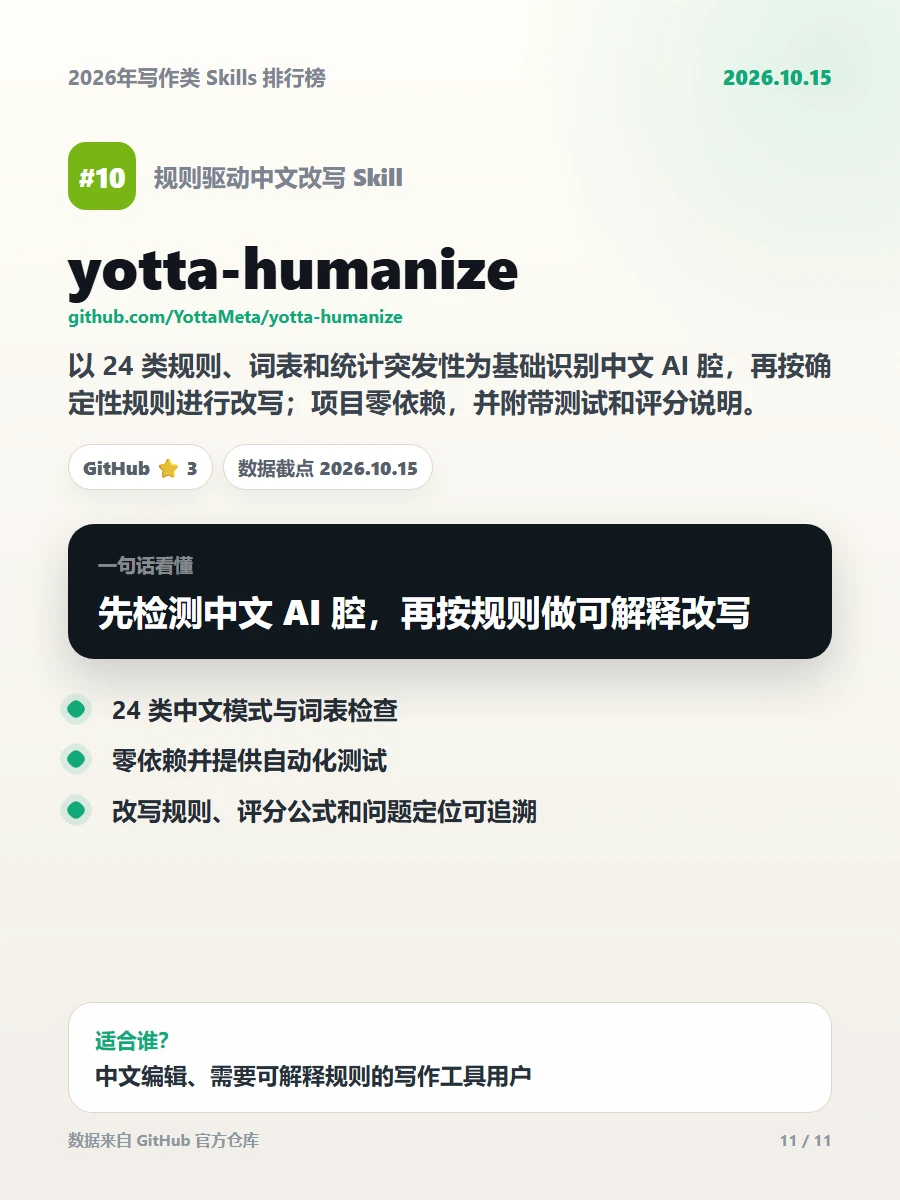 2026年写作类 Skills 排行榜
2026.10.15
#10
规则驱动中文改写 Skill
yotta-humanize
github.com/YottaMeta/yotta-humanize
以 24 类规则、词表和统计突发性为基础识别中文 AI 腔，再按确
定性规则进行改写；项目零依赖，并附带测试和评分说明。
GitHub ⭐ 3
数据截点 2026.10.15
一句话看懂
先检测中文 AI 腔，再按规则做可解释改写
24 类中文模式与词表检查
零依赖并提供自动化测试
改写规则、评分公式和问题定位可追溯
适合谁？
中文编辑、需要可解释规则的写作工具用户
数据来自 GitHub 官方仓库
11 / 11